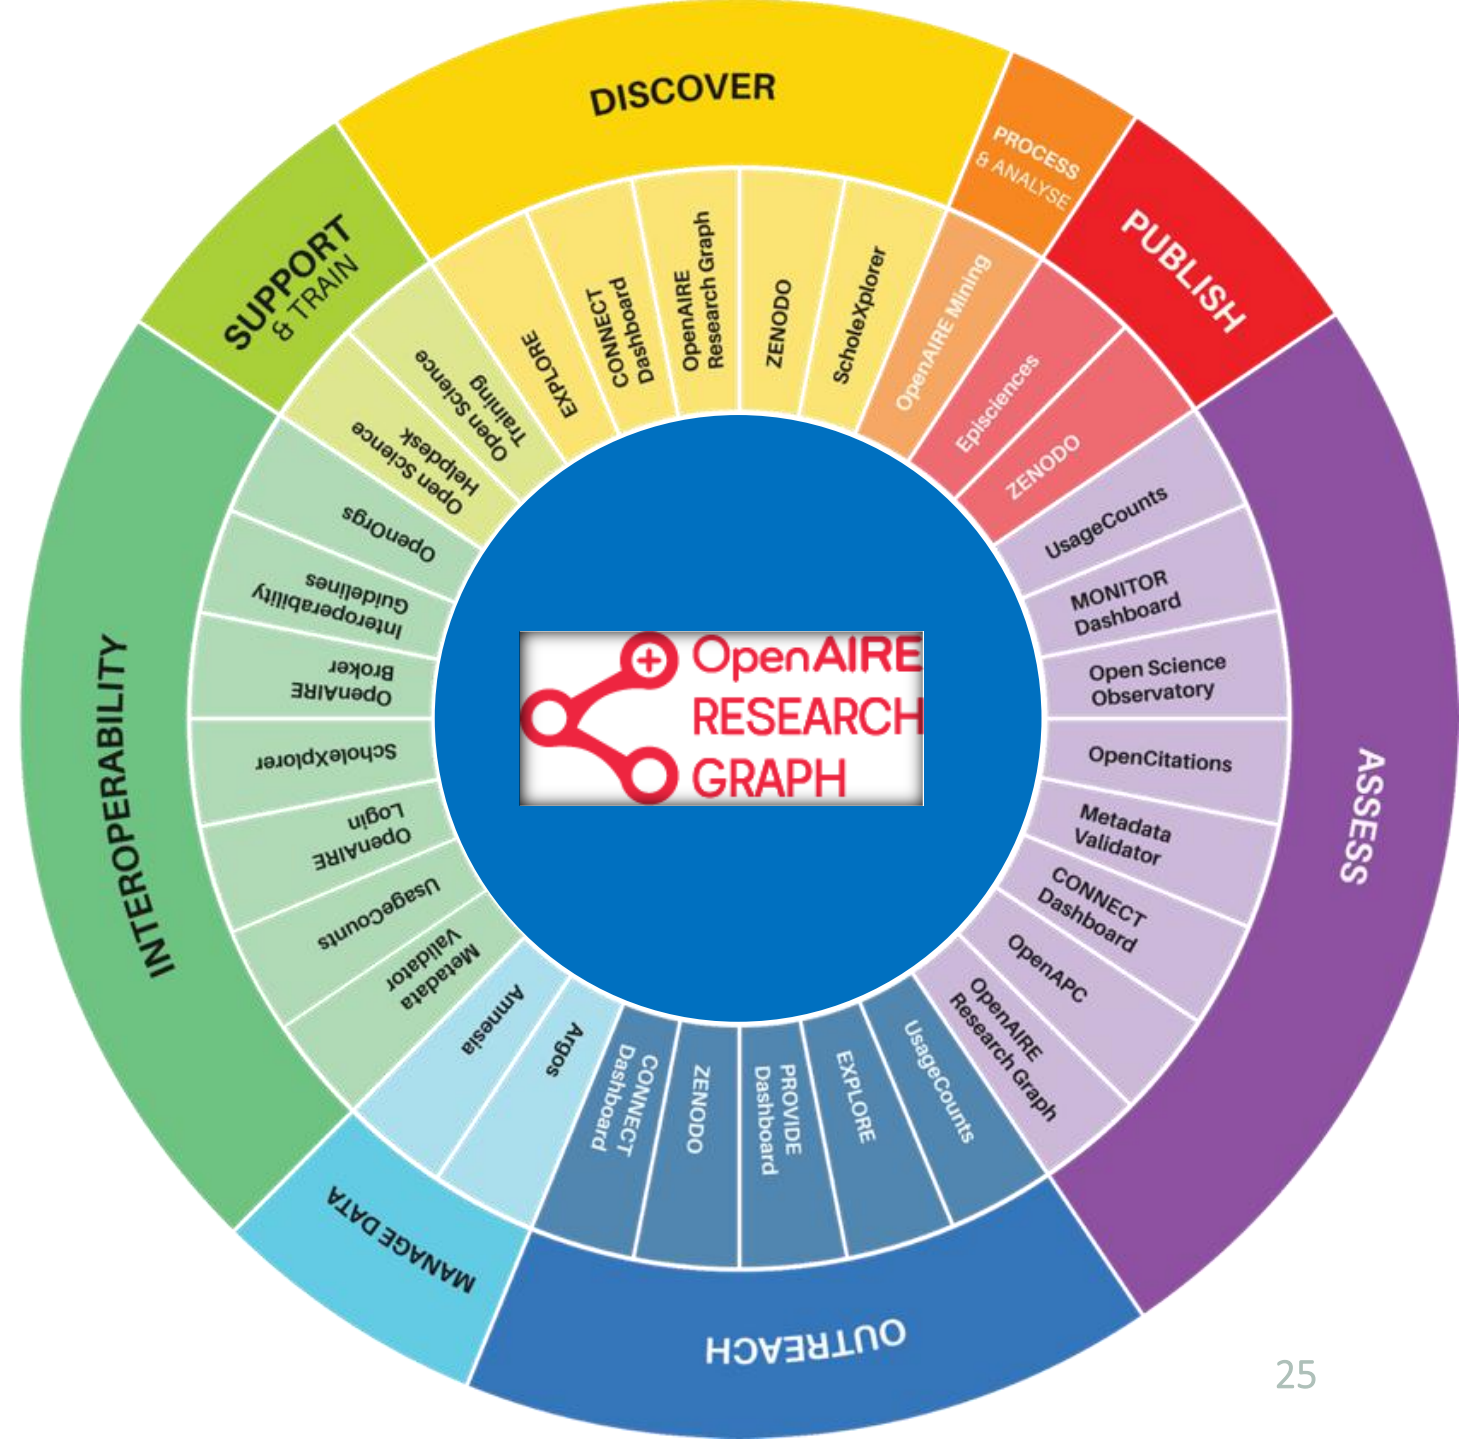 DISCOVER
EXPLORE
CONNECT
Dashboard
OpenAIRE
Research Graph
ZENODO
ScholeXplorer
PROCESS
& ANALYSE
OpenAIRE Mining
PUBLISH
Episciences
ZENODO
ASSESS
UsageCounts
MONITOR
Dashboard
Open Science
Observatory
OpenCitations
Metadata
Validator
CONNECT
Dashboard
OpenAPC
OpenAIRE
Research Graph
OUTREACH
UsageCounts
EXPLORE
PROVIDE
Dashboard
ZENODO
CONNECT
Dashboard
MANAGE DATA
Argos
Amnesia
INTEROPERABILITY
Metadata
Validator
UsageCounts
OpenAIRE
Login
ScholeXplorer
OpenAIRE
Broker
Interoperability
Guidelines
OpenOrgs
SUPPORT
& TRAIN
Open Science
Helpdesk
Open Science
Training
OpenAIRE
RESEARCH
GRAPH
25